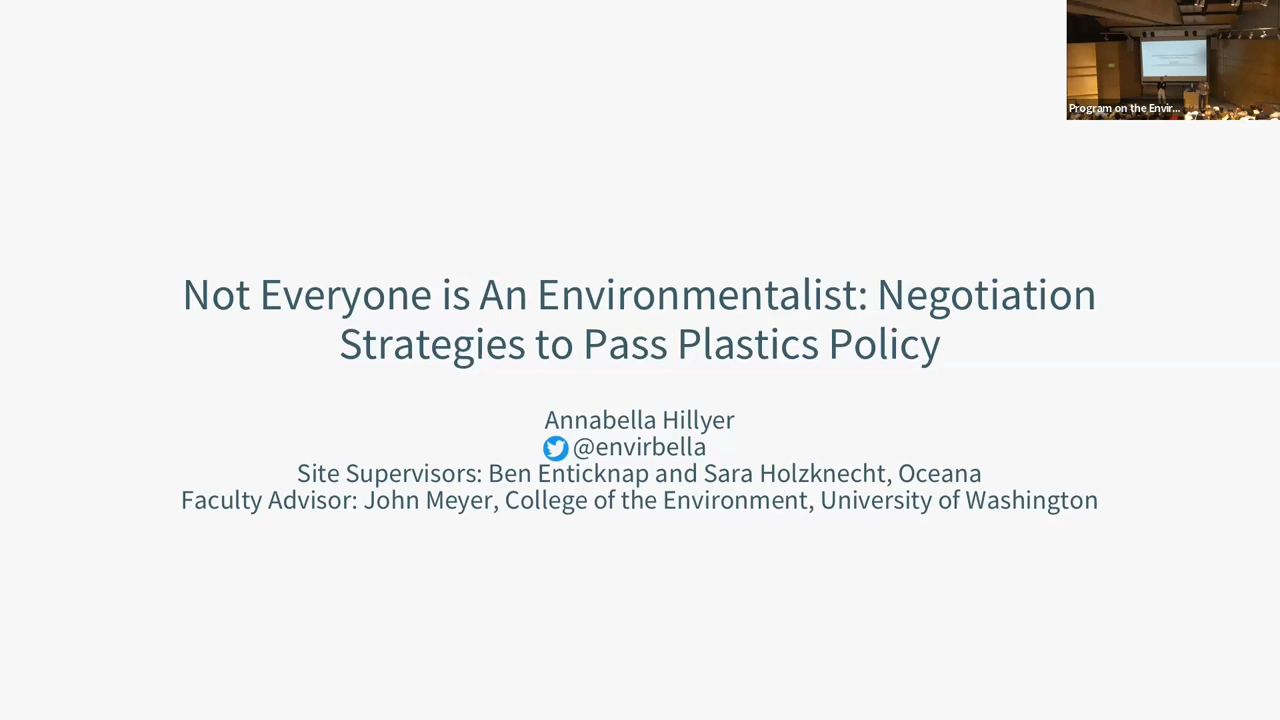 Program on the Envir...
Not Everyone is An Environmentalist: Negotiation
Strategies to Pass Plastics Policy
Annabella Hillyer
@envirbella
Site Supervisors: Ben Enticknap and Sara Holzknecht, Oceana
Faculty Advisor: John Meyer, College of the Environment, University of Washington